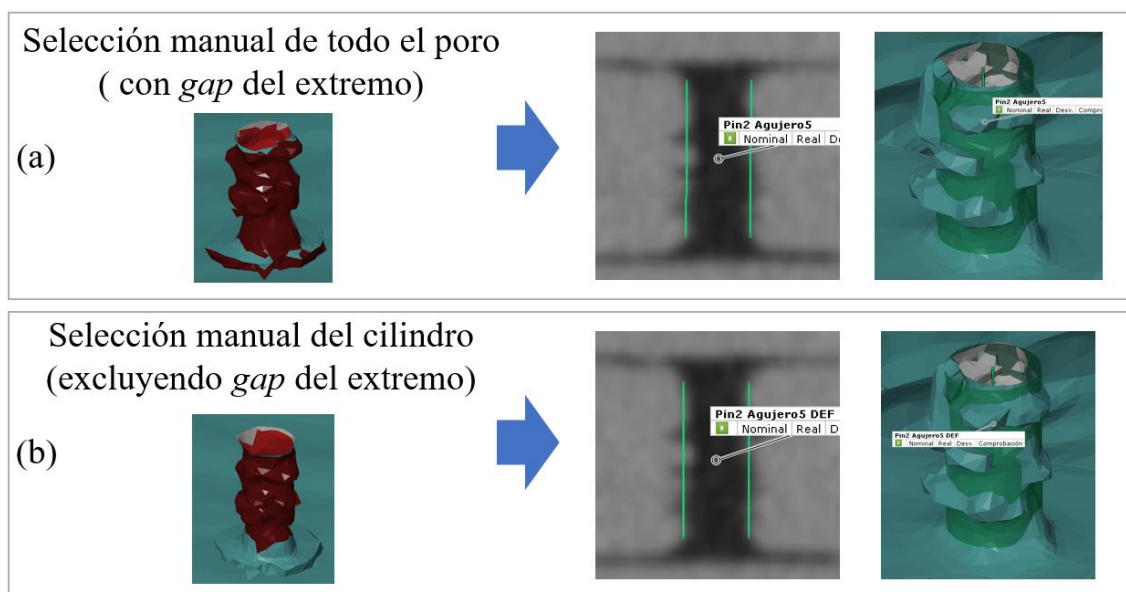 Selección manual de todo el poro
( con gap del extremo)
(a)
Pin2 Agujero5
Nominal Real D
Pin2 Agujero5
Nominal Real Desv. Compro
Selección manual del cilindro
(excluyendo gap del extremo)
(b)
Pin2 Agujero5 DEF
Nominal Real D
Pin2 Agujero5 DEF
Nominal Real Desv. Comprobación